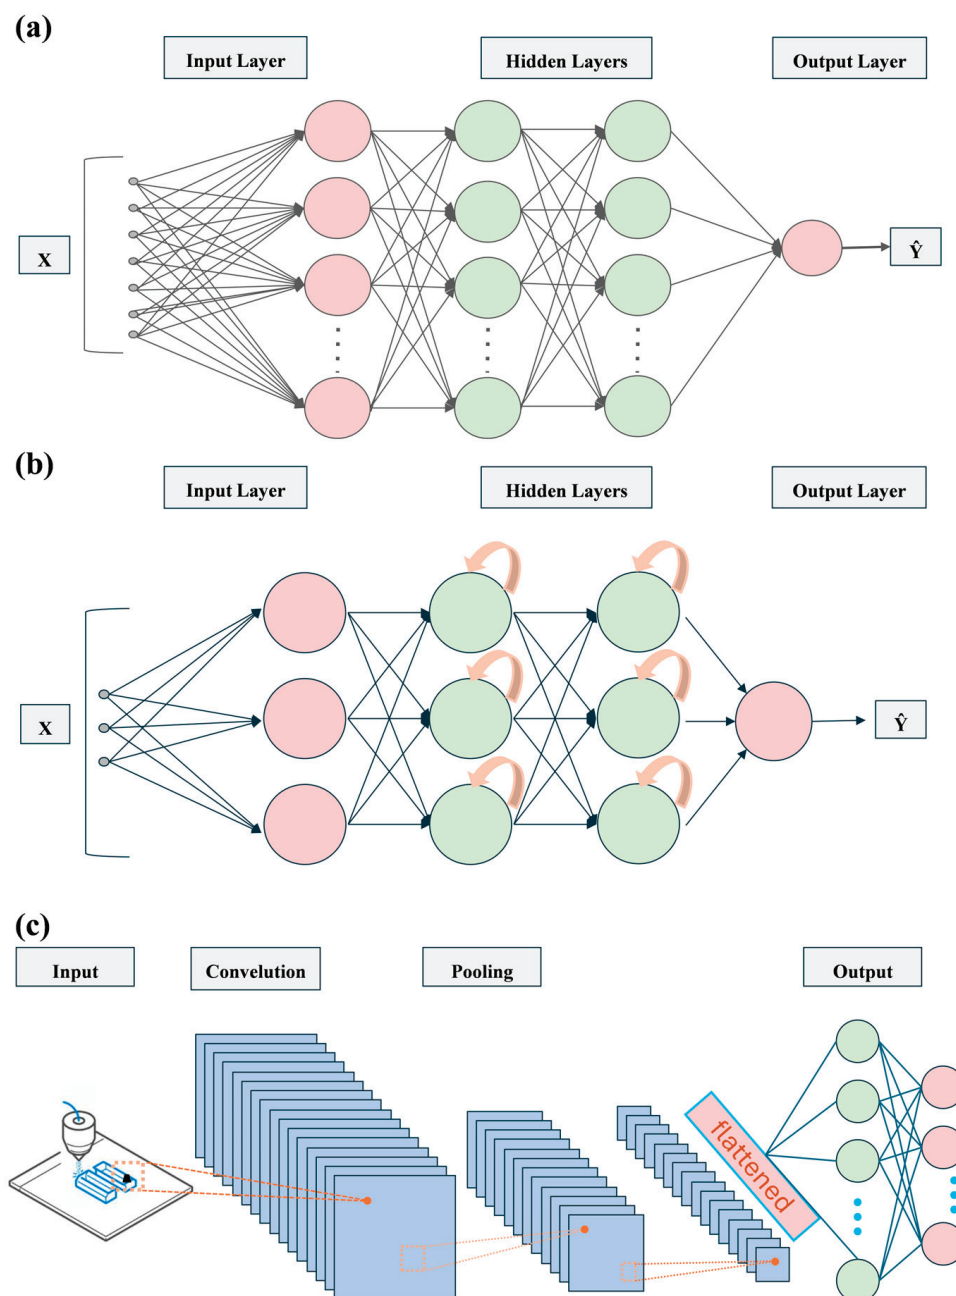 (a)
Input Layer
Hidden Layers
Output Layer
X
Ŷ
(b)
Input Layer
Hidden Layers
Output Layer
X
Ŷ
(c)
Input
Convelution
Pooling
Output
flattened